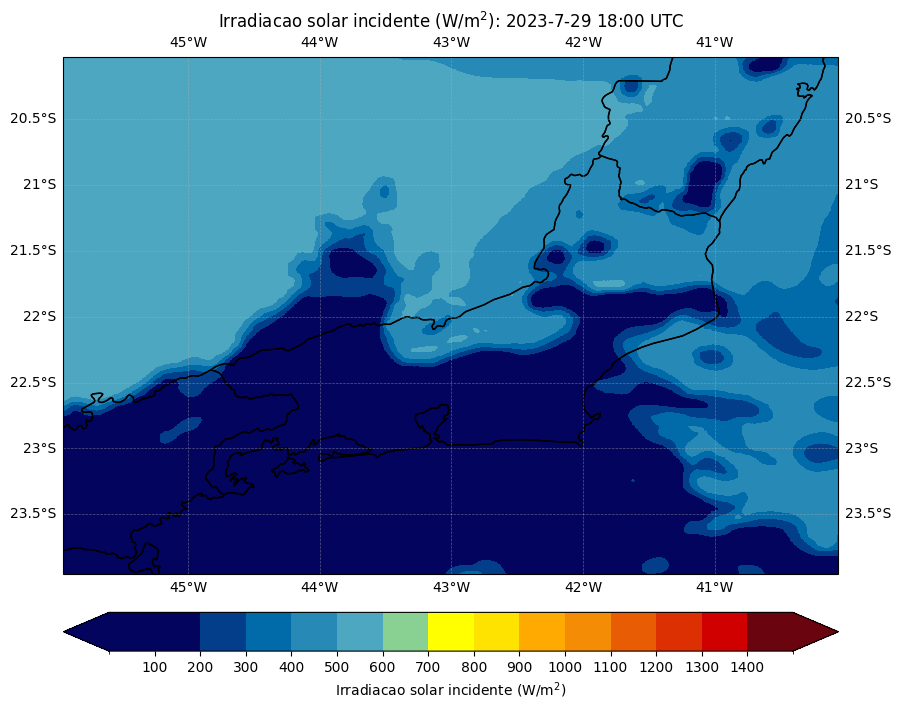 Irradiacao solar incidente (W/m²): 2023-7-29 18:00 UTC
45°W 44°W 43°W 42°W 41°W
20.5°S 20.5°S
21°S 21°S
21.5°S 21.5°S
22°S 22°S
22.5°S 22.5°S
23°S 23°S
23.5°S 23.5°S
45°W 44°W 43°W 42°W 41°W
100 200 300 400 500 600 700 800 900 1000 1100 1200 1300 1400
Irradiacao solar incidente (W/m²)